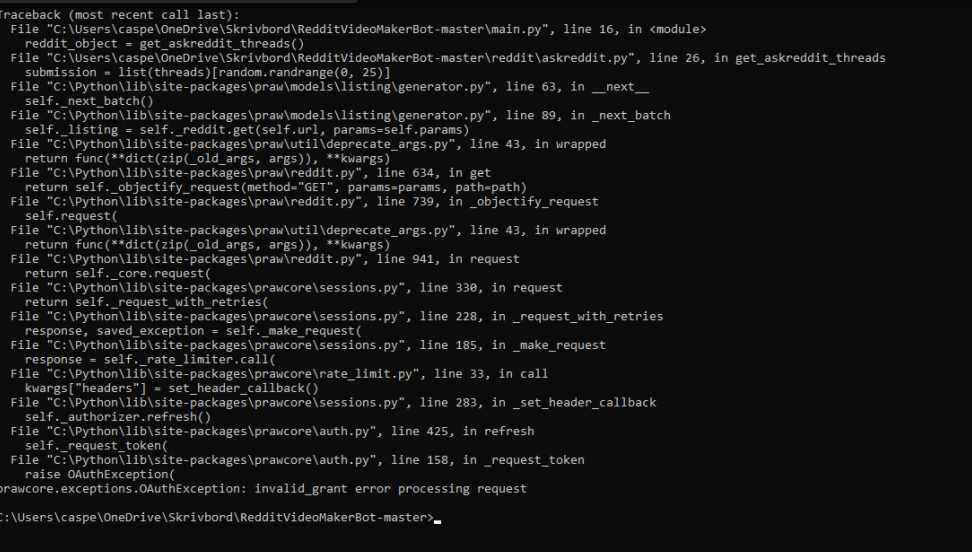 Traceback (most recent call last):
  File "C:\Users\caspe\OneDrive\Skrivbord\RedditVideoMakerBot-master\main.py", line 16, in <module>
    reddit_object = get_askreddit_threads()
  File "C:\Users\caspe\OneDrive\Skrivbord\RedditVideoMakerBot-master\reddit\askreddit.py", line 26, in get_askreddit_threads
    submission = list(threads)[random.randrange(0, 25)]
  File "C:\Python\lib\site-packages\praw\models\listing\generator.py", line 63, in __next__
    self._next_batch()
  File "C:\Python\lib\site-packages\praw\models\listing\generator.py", line 89, in _next_batch
    self._listing = self._reddit.get(self.url, params=self.params)
  File "C:\Python\lib\site-packages\praw\util\deprecate_args.py", line 43, in wrapped
    return func(**dict(zip(_old_args, args)), **kwargs)
  File "C:\Python\lib\site-packages\praw\reddit.py", line 634, in get
    return self._objectify_request(method="GET", params=params, path=path)
  File "C:\Python\lib\site-packages\praw\reddit.py", line 739, in _objectify_request
    self.request(
  File "C:\Python\lib\site-packages\praw\util\deprecate_args.py", line 43, in wrapped
    return func(**dict(zip(_old_args, args)), **kwargs)
  File "C:\Python\lib\site-packages\praw\reddit.py", line 941, in request
    return self._core.request(
  File "C:\Python\lib\site-packages\prawcore\sessions.py", line 330, in request
    return self._request_with_retries(
  File "C:\Python\lib\site-packages\prawcore\sessions.py", line 228, in _request_with_retries
    response, saved_exception = self._make_request(
  File "C:\Python\lib\site-packages\prawcore\sessions.py", line 185, in _make_request
    response = self._rate_limiter.call(
  File "C:\Python\lib\site-packages\prawcore\rate_limit.py", line 33, in call
    kwargs["headers"] = set_header_callback()
  File "C:\Python\lib\site-packages\prawcore\sessions.py", line 283, in _set_header_callback
    self._authorizer.refresh()
  File "C:\Python\lib\site-packages\prawcore\auth.py", line 425, in refresh
    self._request_token(
  File "C:\Python\lib\site-packages\prawcore\auth.py", line 158, in _request_token
    raise OAuthException(
prawcore.exceptions.OAuthException: invalid_grant error processing request
C:\Users\caspe\OneDrive\Skrivbord\RedditVideoMakerBot-master>